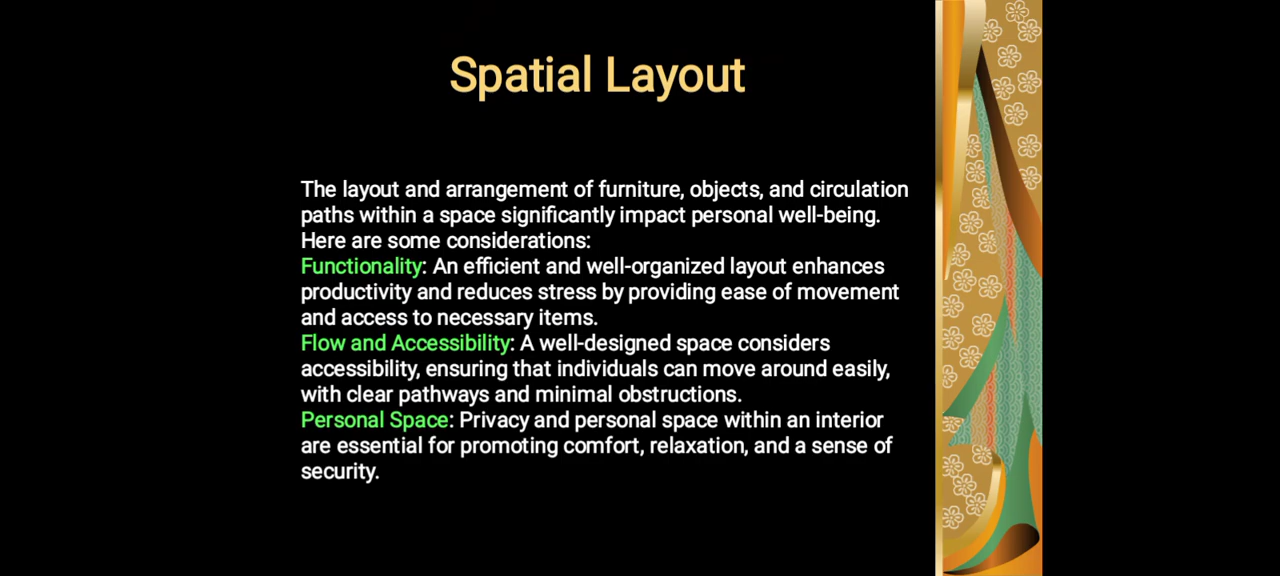 Spatial Layout
The layout and arrangement of furniture, objects, and circulation
paths within a space significantly impact personal well-being.
Here are some considerations:
Functionality: An efficient and well-organized layout enhances
productivity and reduces stress by providing ease of movement
and access to necessary items.
Flow and Accessibility: A well-designed space considers
accessibility, ensuring that individuals can move around easily,
with clear pathways and minimal obstructions.
Personal Space: Privacy and personal space within an interior
are essential for promoting comfort, relaxation, and a sense of
security.